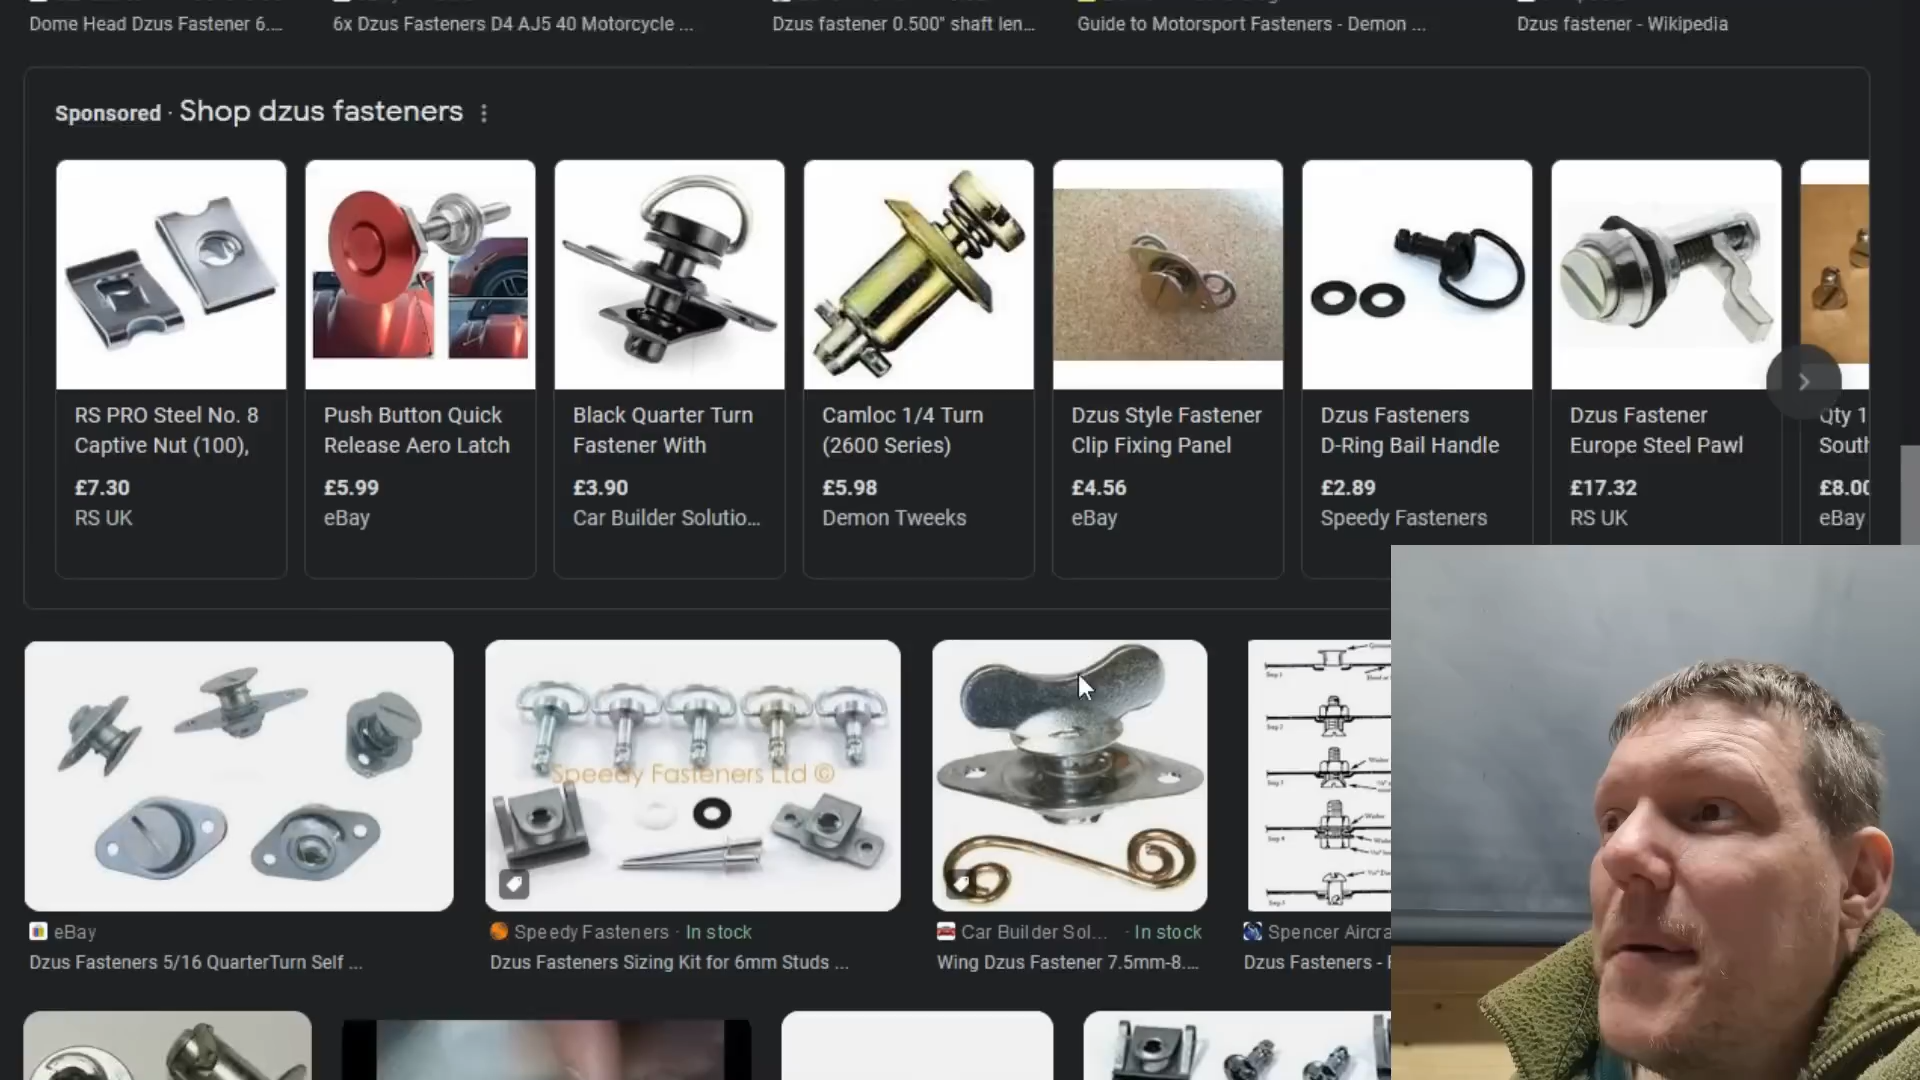 Dome Head Dzus Fastener 6....
6x Dzus Fasteners D4 AJ5 40 Motorcycle ...
Dzus fastener 0.500" shaft len...
Guide to Motorsport Fasteners - Demon ...
Dzus fastener - Wikipedia
Sponsored · Shop dzus fasteners
RS PRO Steel No. 8
Captive Nut (100),
£7.30
RS UK
Push Button Quick
Release Aero Latch
£5.99
eBay
Black Quarter Turn
Fastener With
£3.90
Car Builder Solutio...
Camloc 1/4 Turn
(2600 Series)
£5.98
Demon Tweeks
Dzus Style Fastener
Clip Fixing Panel
£4.56
eBay
Dzus Fasteners
D-Ring Bail Handle
£2.89
Speedy Fasteners
Dzus Fastener
Europe Steel Pawl
£17.32
RS UK
Qty 1
South
£8.00
eBay
Speedy Fasteners Ltd ©
eBay
Dzus Fasteners 5/16 QuarterTurn Self ...
Speedy Fasteners · In stock
Dzus Fasteners Sizing Kit for 6mm Studs ...
Car Builder Sol... · In stock
Wing Dzus Fastener 7.5mm-8....
Spencer Aircra
Dzus Fasteners -